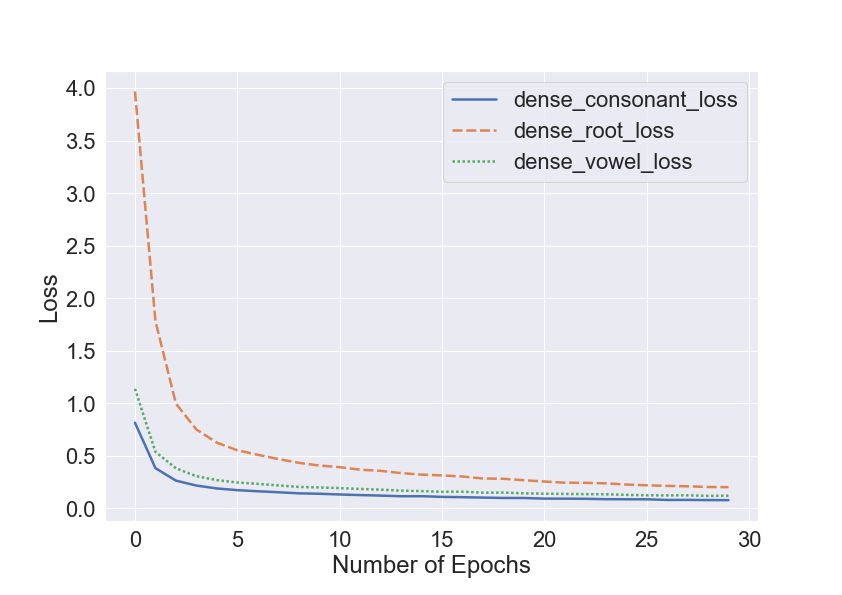 4.0
3.5
3.0
2.5
2.0
1.5
1.0
0.5
0.0
Loss
dense_consonant_loss
dense_root_loss
dense_vowel_loss
0 5 10 15 20 25 30
Number of Epochs